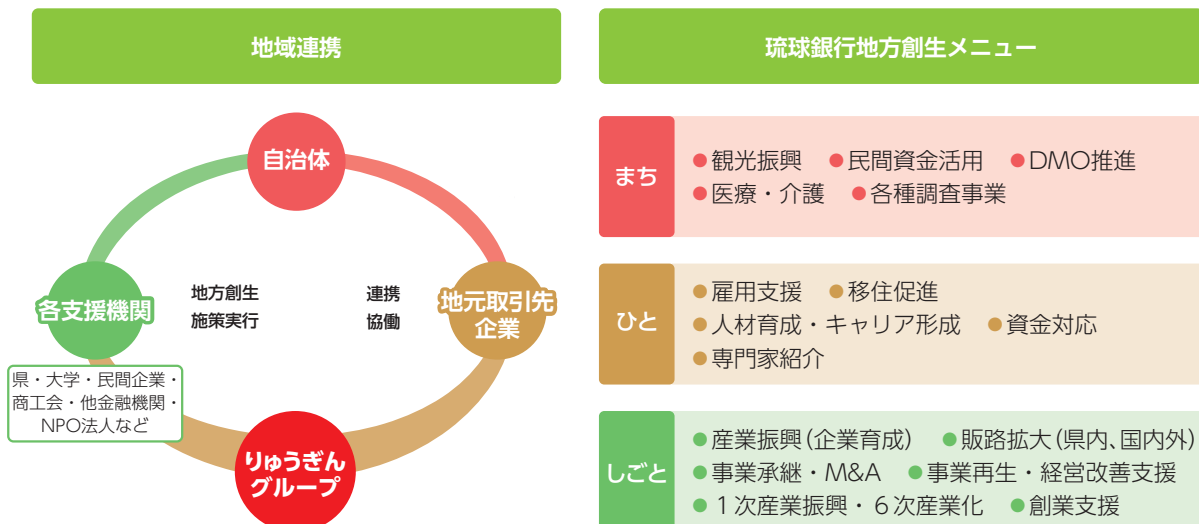 地域連携
自治体
各支援機関
地方創生
施策実行
連携
協働
地元取引先
企業
県・大学・民間企業・
商工会・他金融機関・
NPO法人など
りゅうぎん
グループ
琉球銀行地方創生メニュー
まち
●観光振興 ●民間資金活用 ●DMO推進
●医療・介護 ●各種調査事業
ひと
●雇用支援 ●移住促進
●人材育成・キャリア形成 ●資金対応
●専門家紹介
しごと
●産業振興(企業育成) ●販路拡大(県内、国内外)
●事業承継・M&A ●事業再生・経営改善支援
●1次産業振興・6次産業化 ●創業支援